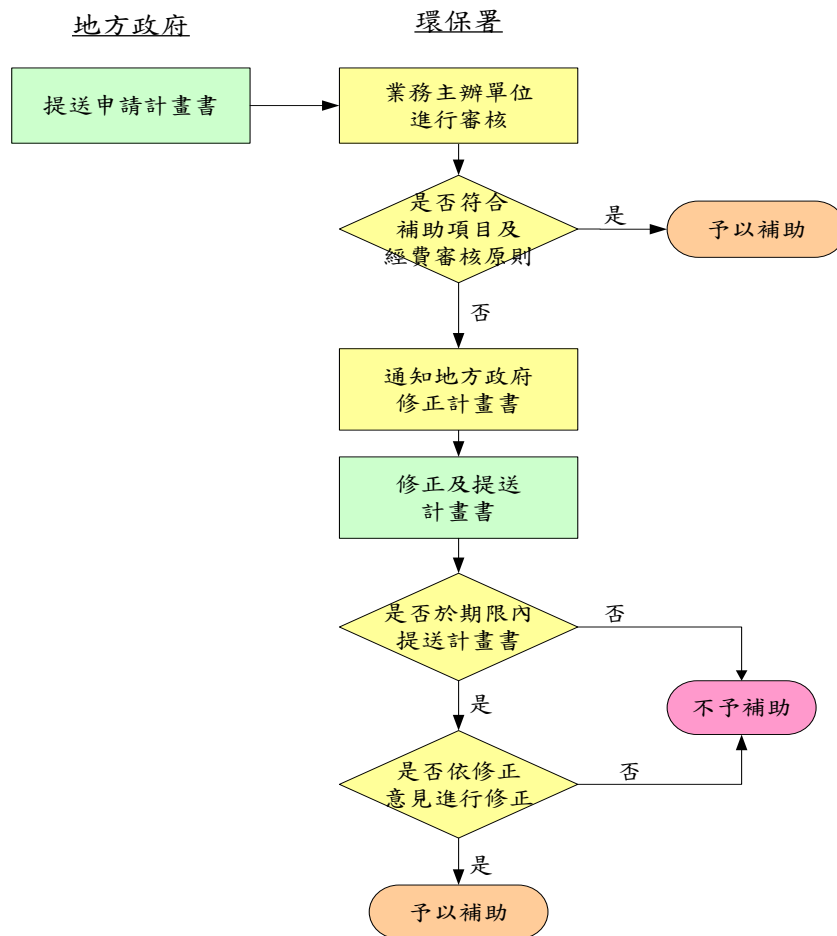 地方政府
環保署
提送申請計畫書
業務主辦單位
進行審核
是否符合
補助項目及
經費審核原則
是
予以補助
否
通知地方政府
修正計畫書
修正及提送
計畫書
是否於期限內
提送計畫書
否
不予補助
是
是否依修正
意見進行修正
否
是
予以補助